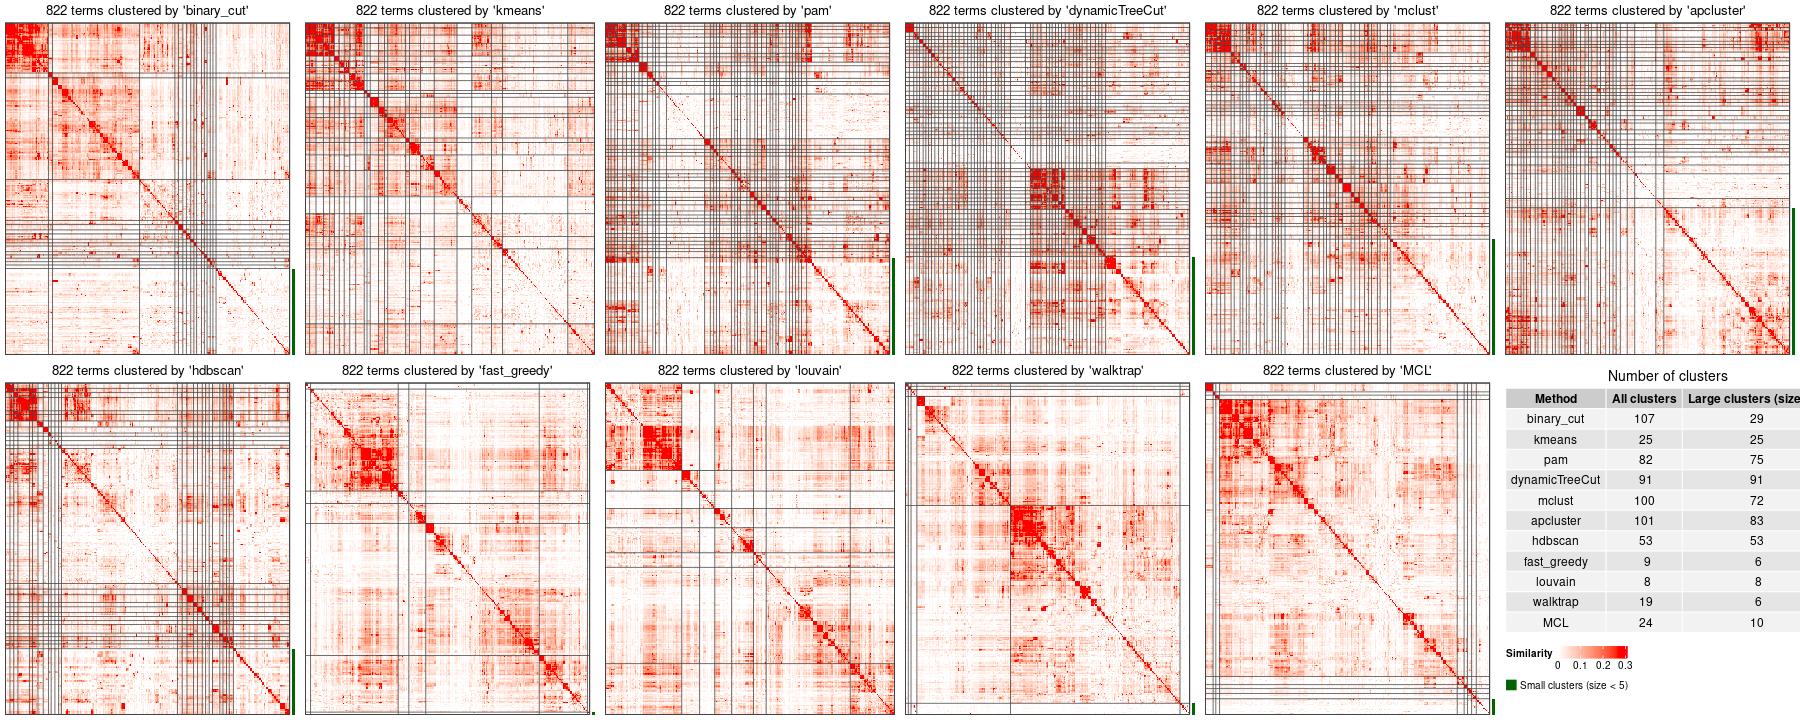 822 terms clustered by 'binary_cut'
822 terms clustered by 'kmeans'
822 terms clustered by 'pam'
822 terms clustered by 'dynamicTreeCut'
822 terms clustered by 'mclust'
822 terms clustered by 'apcluster'
822 terms clustered by 'hdbscan'
822 terms clustered by 'fast_greedy'
822 terms clustered by 'louvain'
822 terms clustered by 'walktrap'
822 terms clustered by 'MCL'
Number of clusters
Method All clusters Large clusters (size
binary_cut 107 29
kmeans 25 25
pam 82 75
dynamicTreeCut 91 91
mclust 100 72
apcluster 101 83
hdbscan 53 53
fast_greedy 9 6
louvain 8 8
walktrap 19 6
MCL 24 10
Similarity
0 0.1 0.2 0.3
Small clusters (size < 5)